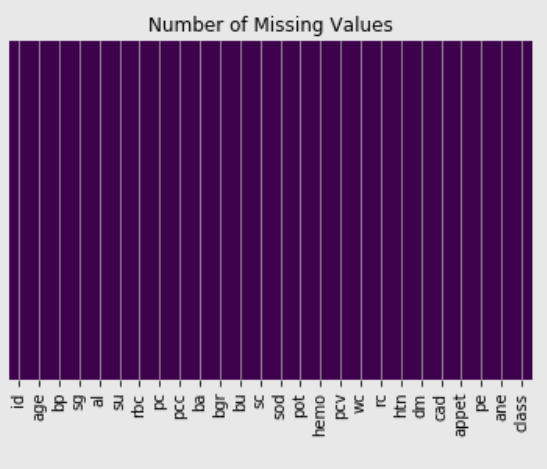 Number of Missing Values
id age bp sg al su rbc pc pcc ba bgr bu sc sod pot hemo pcv wc rc htn dm cad appet pe ane class